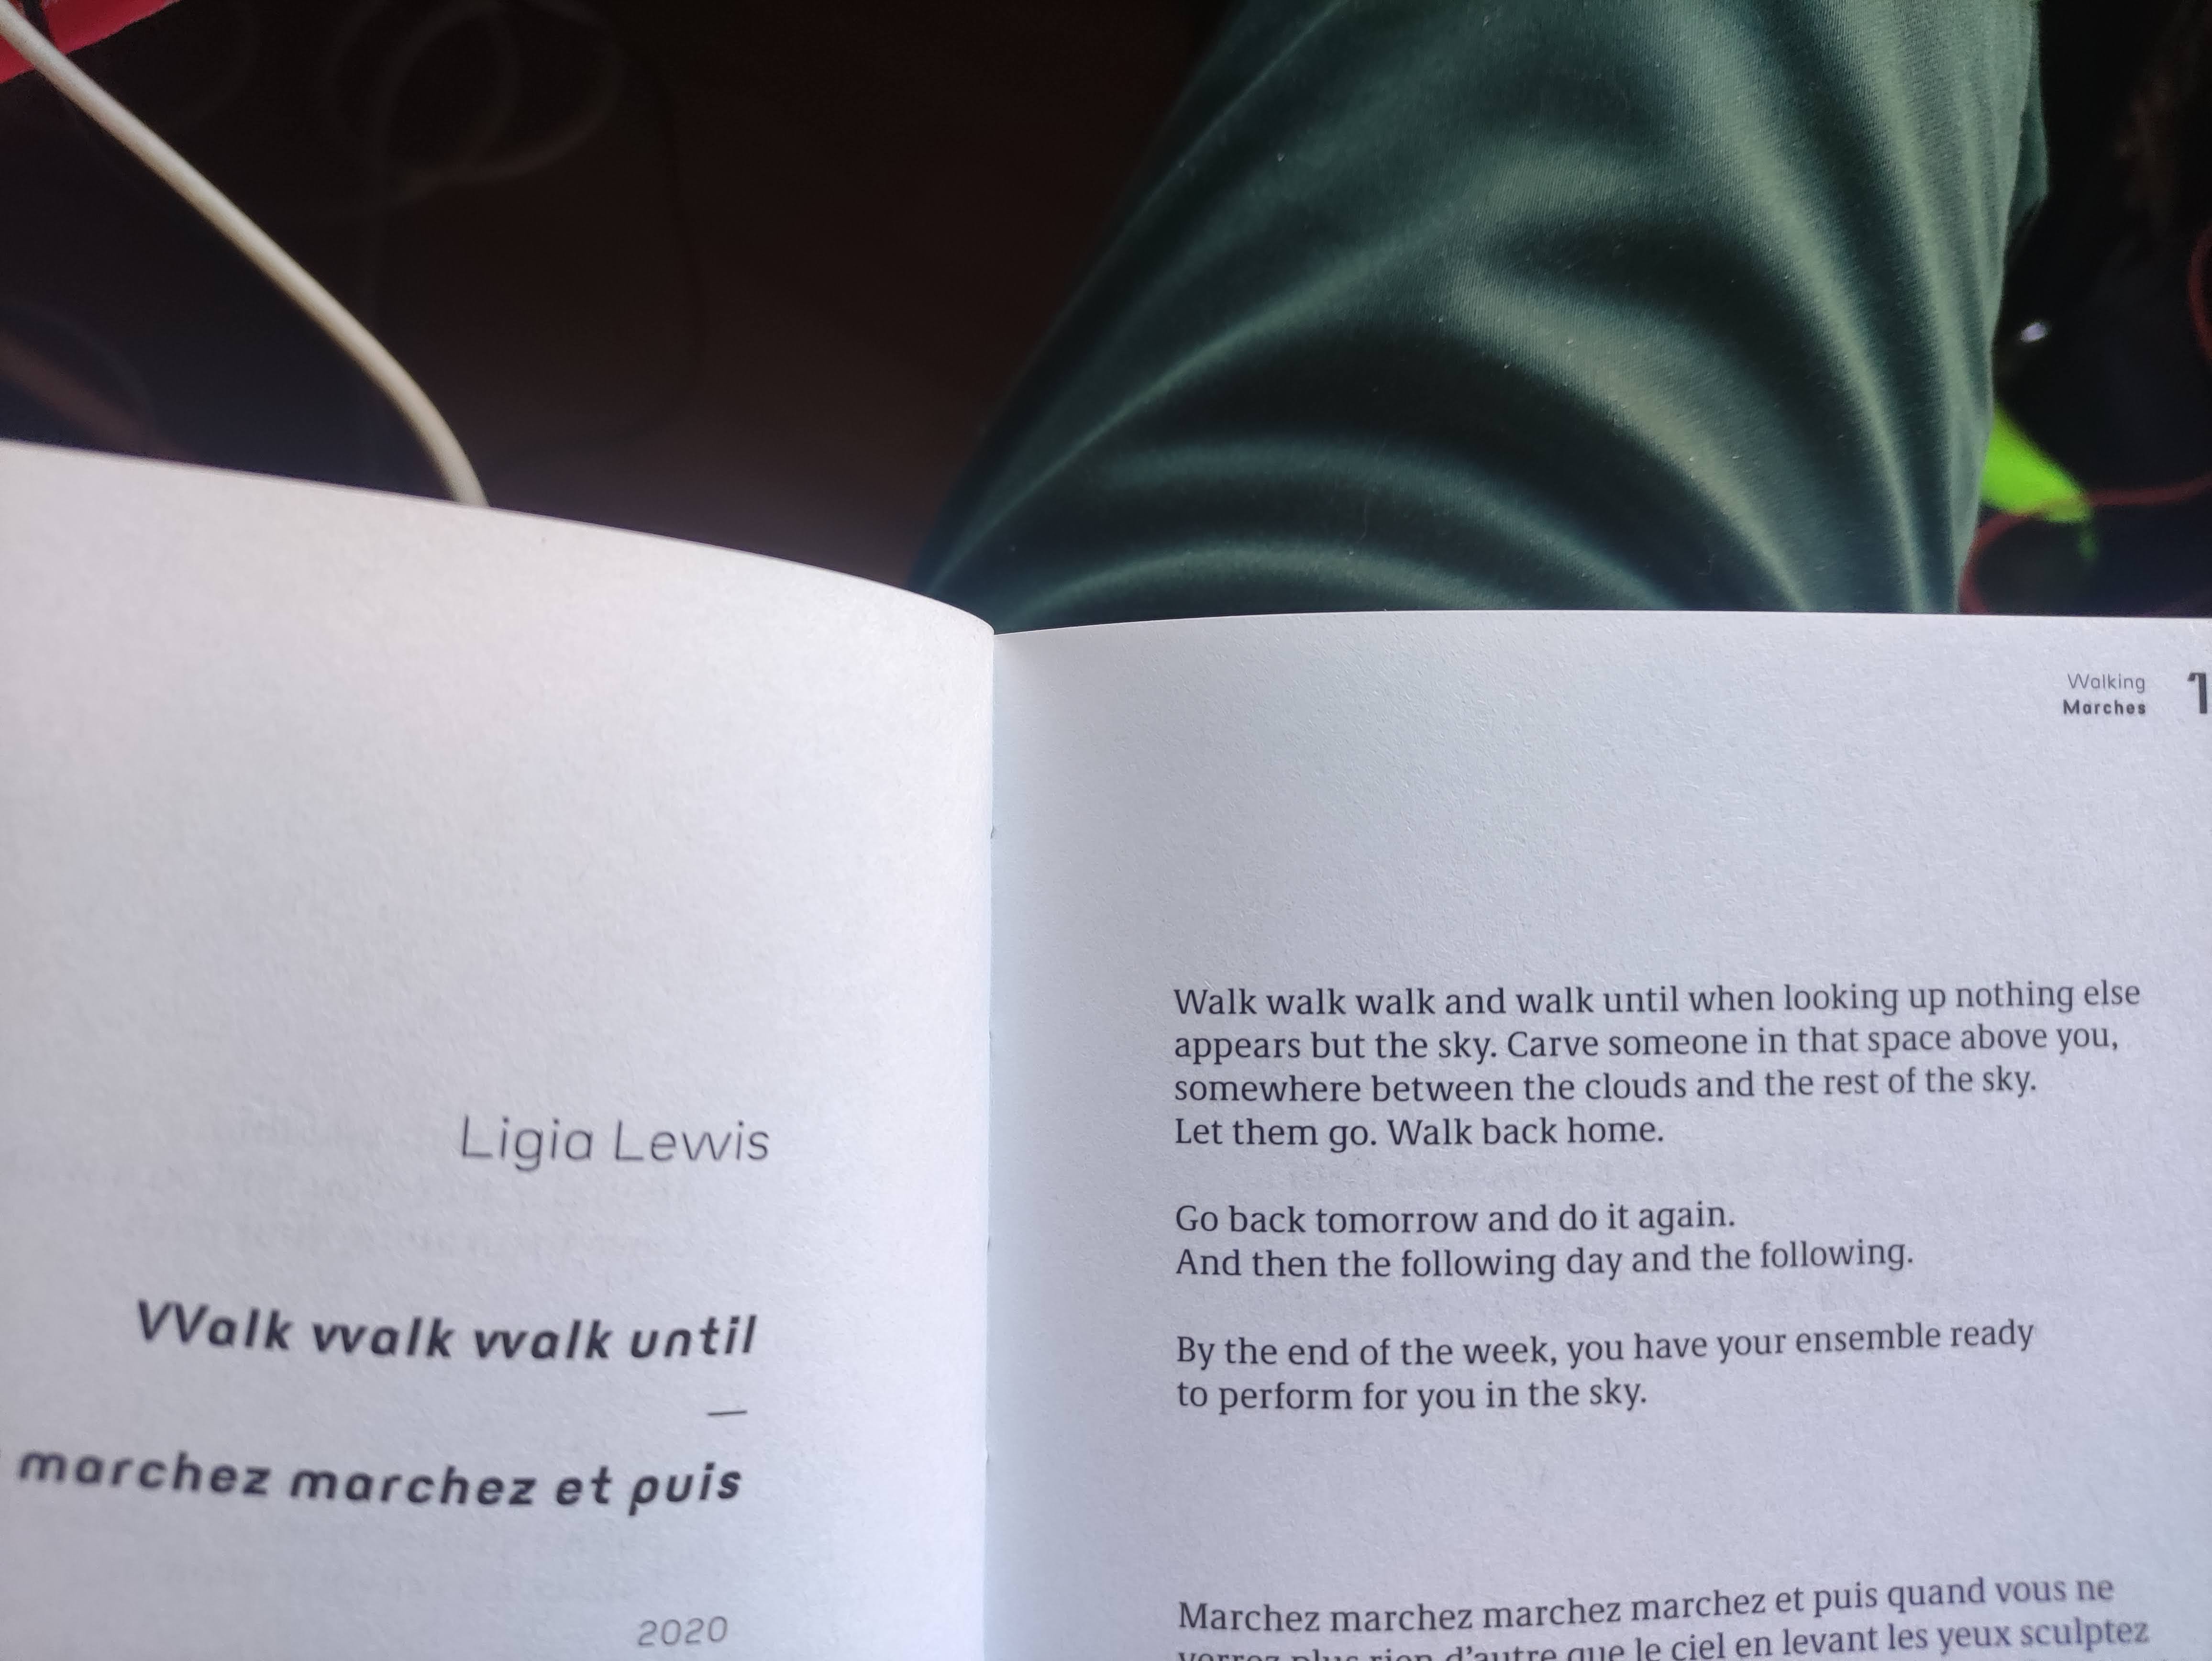 Ligia Lewis
Walk walk walk until
—
marchez marchez et puis
2020
Walking
Marches
1
Walk walk walk and walk until when looking up nothing else
appears but the sky. Carve someone in that space above you,
somewhere between the clouds and the rest of the sky.
Let them go. Walk back home.
Go back tomorrow and do it again.
And then the following day and the following.
By the end of the week, you have your ensemble ready
to perform for you in the sky.
Marchez marchez marchez marchez et puis quand vous ne
verrez plus rien d’autre que le ciel en levant les yeux sculptez